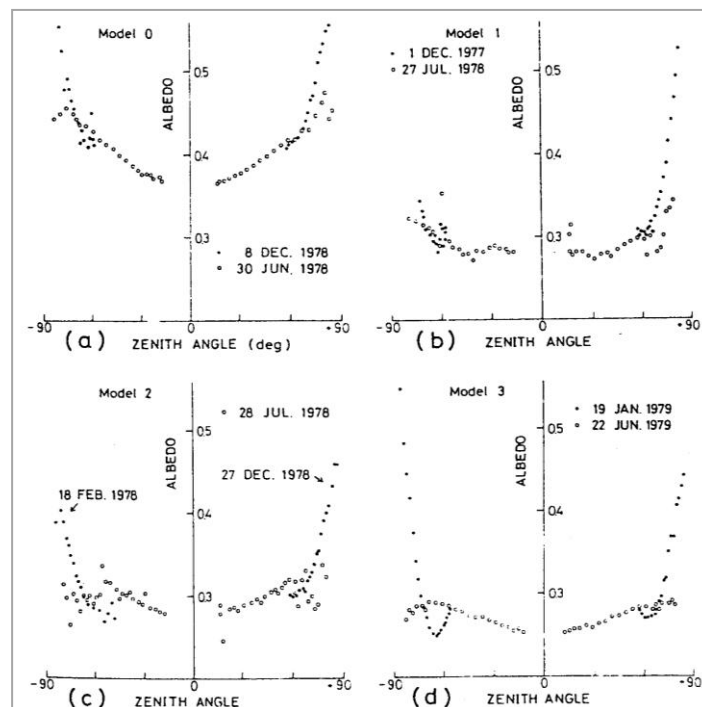 Model 0
0.5
ALBEDO
0.4
0.3
• 8 DEC. 1978
○ 30 JUN. 1978
-90 0 +90
(a) ZENITH ANGLE (deg)
Model 1
• 1 DEC. 1977
○ 27 JUL. 1978
0.5
ALBEDO
0.4
0.3
-90 0 +90
(b) ZENITH ANGLE
Model 2
○ 28 JUL. 1978
0.5
ALBEDO
27 DEC. 1978
18 FEB. 1978
0.4
0.3
-90 0 -90
(c) ZENITH ANGLE
Model 3
• 19 JAN. 1979
○ 22 JUN. 1979
0.5
ALBEDO
0.4
0.3
-90 0 +90
(d) ZENITH ANGLE